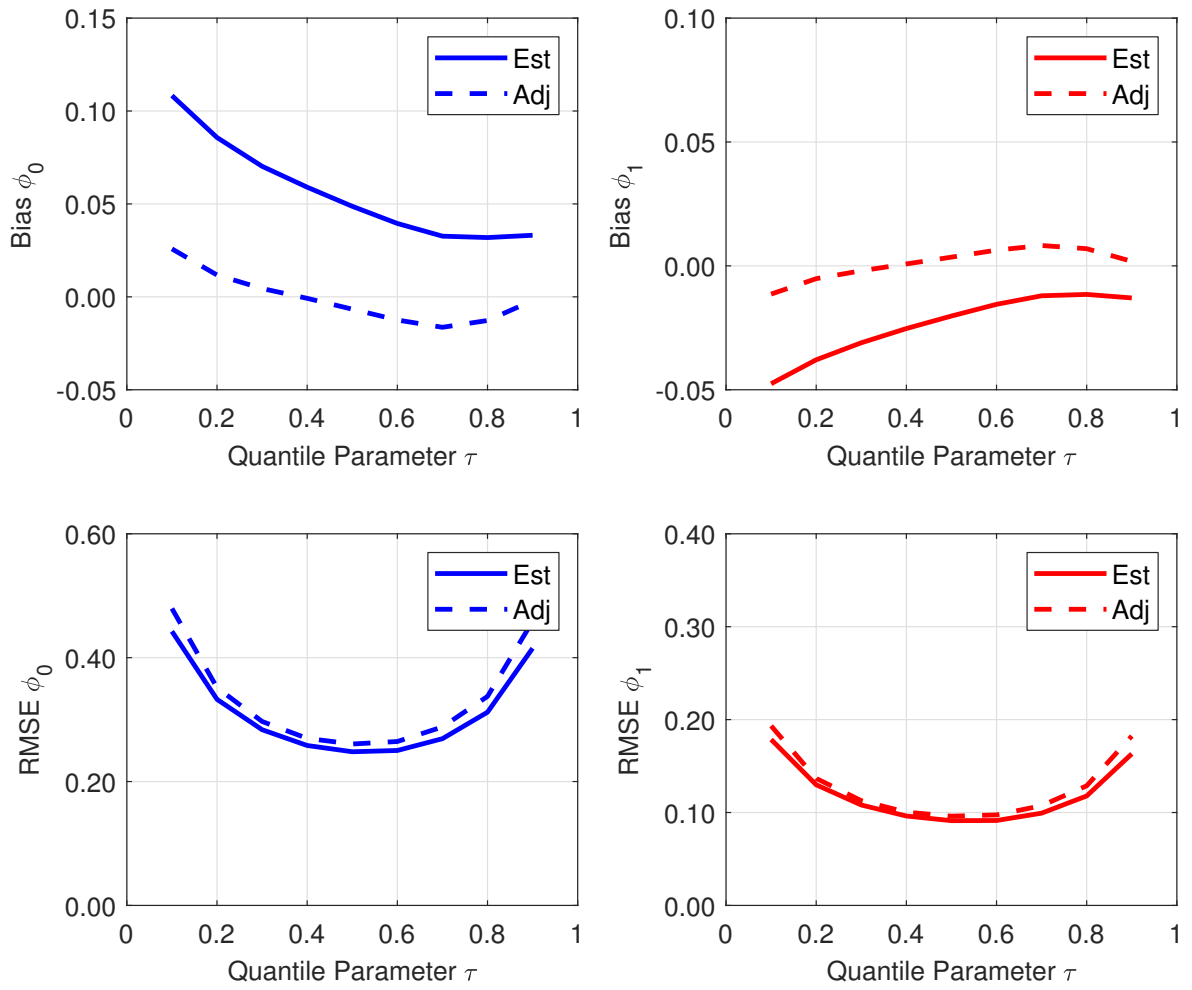 0.15
0.10
0.05
0.00
-0.05
Bias ϕ0
Est
Adj
0
0.2
0.4
0.6
0.8
1
Quantile Parameter τ
0.10
0.05
0.00
-0.05
Bias ϕ1
Est
Adj
0
0.2
0.4
0.6
0.8
1
Quantile Parameter τ
0.60
0.40
0.20
0.00
RMSE ϕ0
Est
Adj
0
0.2
0.4
0.6
0.8
1
Quantile Parameter τ
0.40
0.30
0.20
0.10
0.00
RMSE ϕ1
Est
Adj
0
0.2
0.4
0.6
0.8
1
Quantile Parameter τ